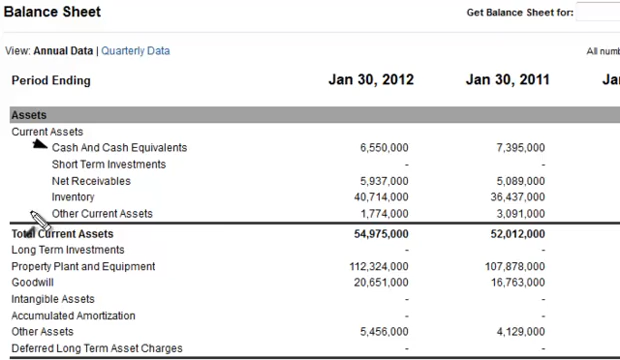 Balance Sheet Get Balance Sheet for:
View: Annual Data | Quarterly Data All
Period Ending Jan 30, 2012 Jan 30, 2011
Assets
Current Assets
Cash And Cash Equivalents 6,550,000 7,395,000
Short Term Investments - -
Net Receivables 5,937,000 5,089,000
Inventory 40,714,000 36,437,000
Other Current Assets 1,774,000 3,091,000
Total Current Assets 54,975,000 52,012,000
Long Term Investments - -
Property Plant and Equipment 112,324,000 107,878,000
Goodwill 20,651,000 16,763,000
Intangible Assets - -
Accumulated Amortization - -
Other Assets 5,456,000 4,129,000
Deferred Long Term Asset Charges - -